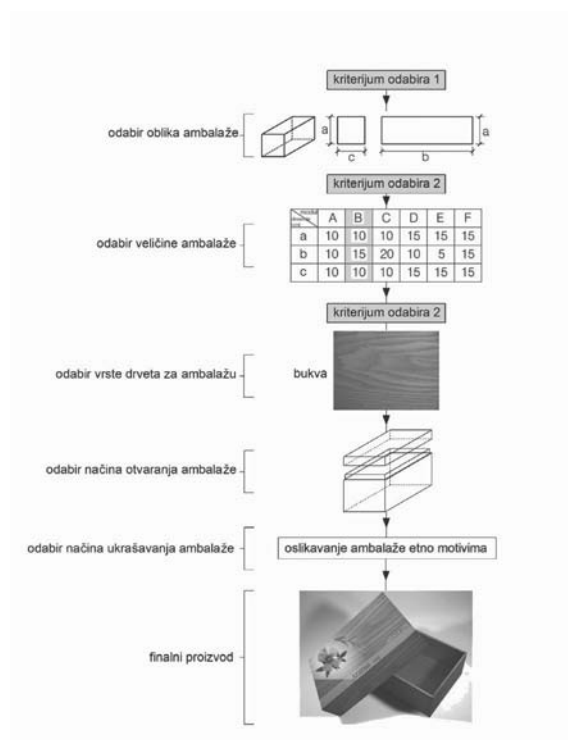 kriterijum odabira 1
odabir oblika ambalaže
a
c
b
a
kriterijum odabira 2
odabir veličine ambalaže
A B C D E F
a 10 10 10 15 15 15
b 10 15 20 10 5 15
c 10 10 10 15 15 15
kriterijum odabira 2
odabir vrste drveta za ambalažu
bukva
odabir načina otvaranja ambalaže
odabir načina ukrašavanja ambalaže
oslikavanje ambalaže etno motivima
finalni proizvod